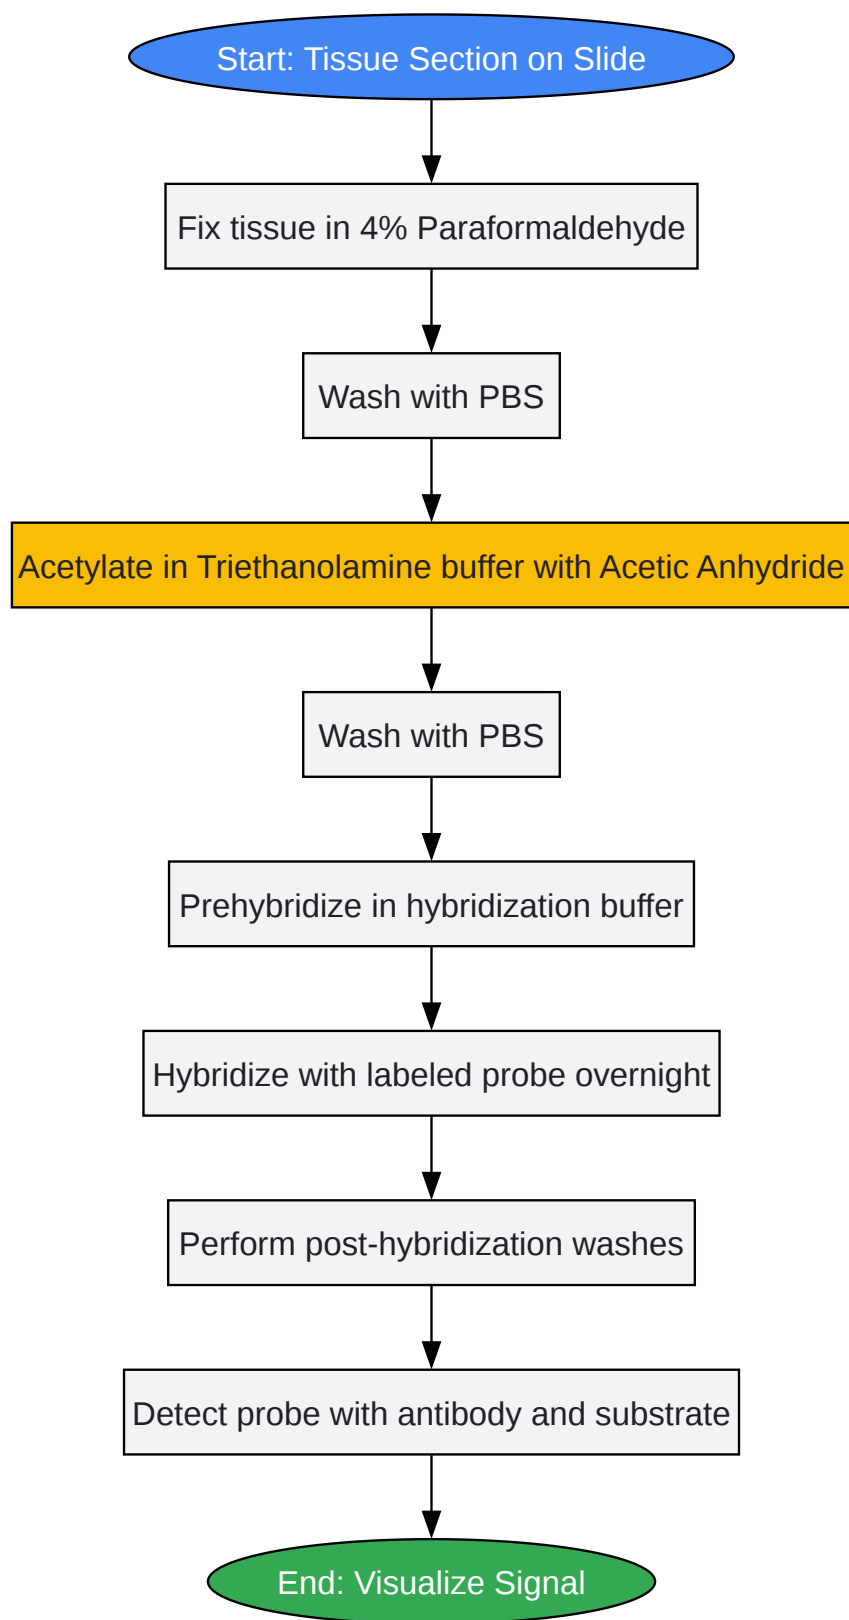 Start: Tissue Section on Slide
Fix tissue in 4% Paraformaldehyde
Wash with PBS
Acetylate in Triethanolamine buffer with Acetic Anhydride
Wash with PBS
Prehybridize in hybridization buffer
Hybridize with labeled probe overnight
Perform post-hybridization washes
Detect probe with antibody and substrate
End: Visualize Signal